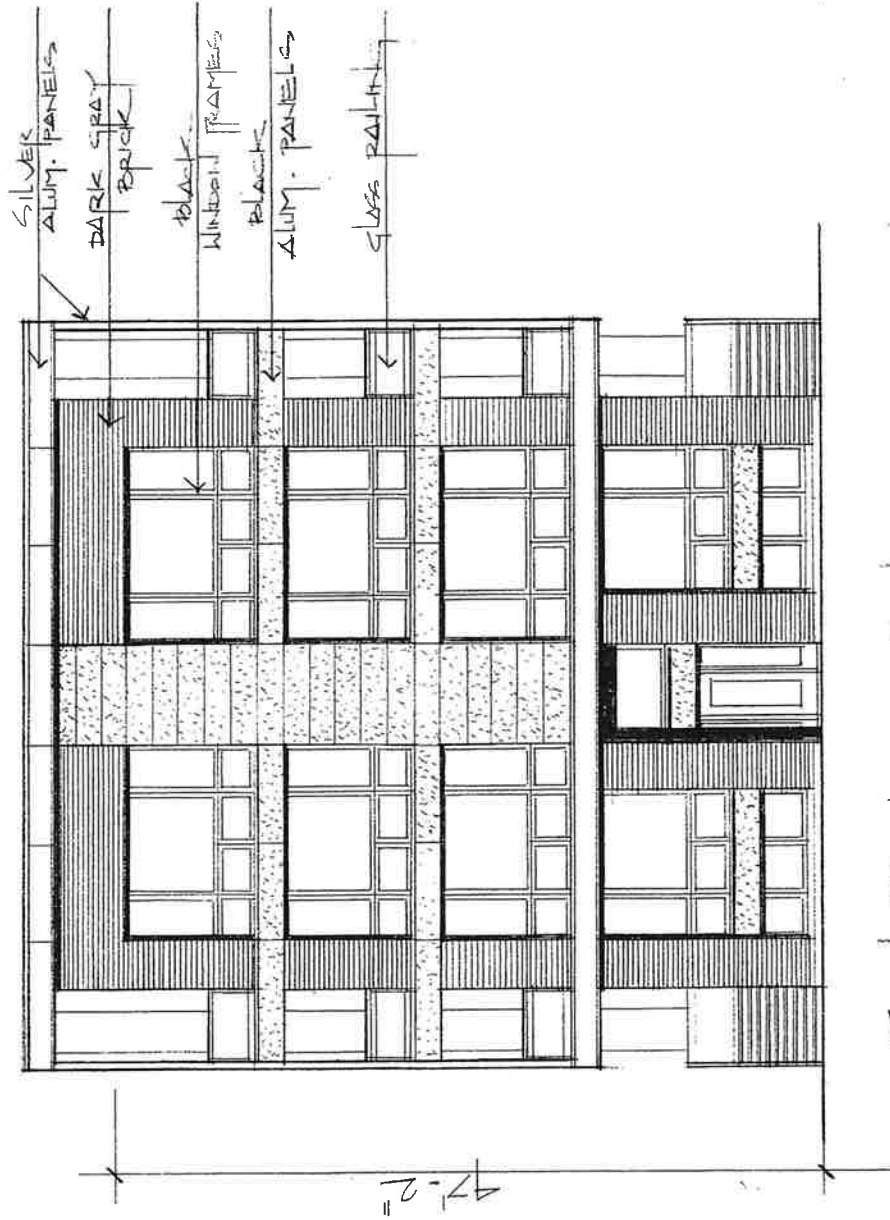 SILVER
ALUM. PANELS
DARK GRAY
BRICK
BLACK
WINDOW FRAMES
BLACK
ALUM. PANELS
GLASS RAILING
47'-2"